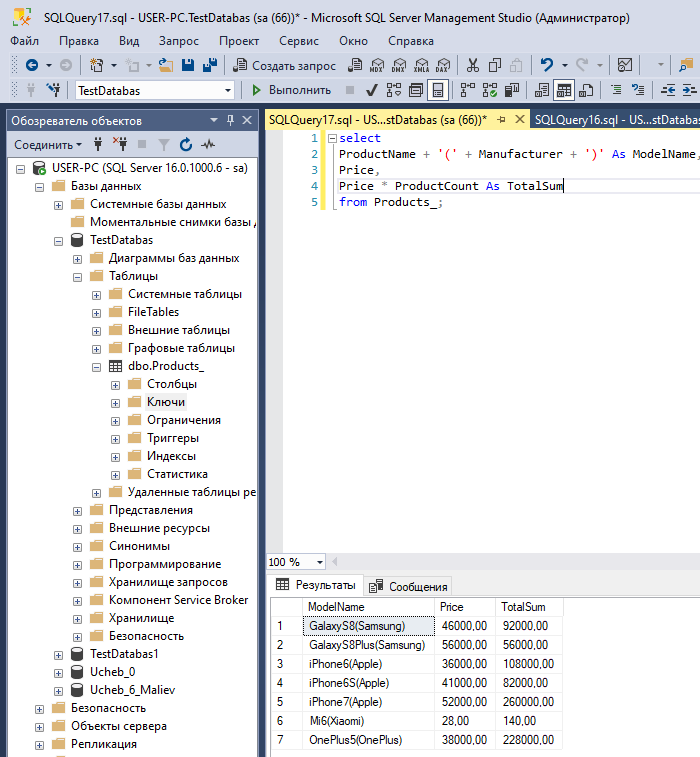 SQLQuery17.sql - USER-PC.TestDatabas (sa (66))* - Microsoft SQL Server Management Studio (Администратор)
Файл Правка Вид Запрос Проект Сервис Окно Справка
Создать запрос MDX DMX XMLA DAX
TestDatabas Выполнить
Обозреватель объектов
Соединить
USER-PC (SQL Server 16.0.1000.6 - sa)
Базы данных
Системные базы данных
Моментальные снимки базы
TestDatabas
Диаграммы баз данных
Таблицы
Системные таблицы
FileTables
Внешние таблицы
Графовые таблицы
dbo.Products_
Столбцы
Ключи
Ограничения
Триггеры
Индексы
Статистика
Удаленные таблицы ре
Представления
Внешние ресурсы
Синонимы
Программирование
Хранилище запросов
Компонент Service Broker
Хранилище
Безопасность
TestDatabas1
Ucheb_0
Ucheb_6_Maliev
Безопасность
Объекты сервера
Репликация
SQLQuery17.sql - US...stDatabas (sa (66))* SQLQuery16.sql - US...stDatabas
1 select
2 ProductName + '(' + Manufacturer + ')' As ModelName,
3 Price,
4 Price * ProductCount As TotalSum
5 from Products_;
100 %
Результаты Сообщения
ModelName Price TotalSum
1 GalaxyS8(Samsung) 46000,00 92000,00
2 GalaxyS8Plus(Samsung) 56000,00 56000,00
3 iPhone6(Apple) 36000,00 108000,00
4 iPhone6S(Apple) 41000,00 82000,00
5 iPhone7(Apple) 52000,00 260000,00
6 Mi6(Xiaomi) 28,00 140,00
7 OnePlus5(OnePlus) 38000,00 228000,00